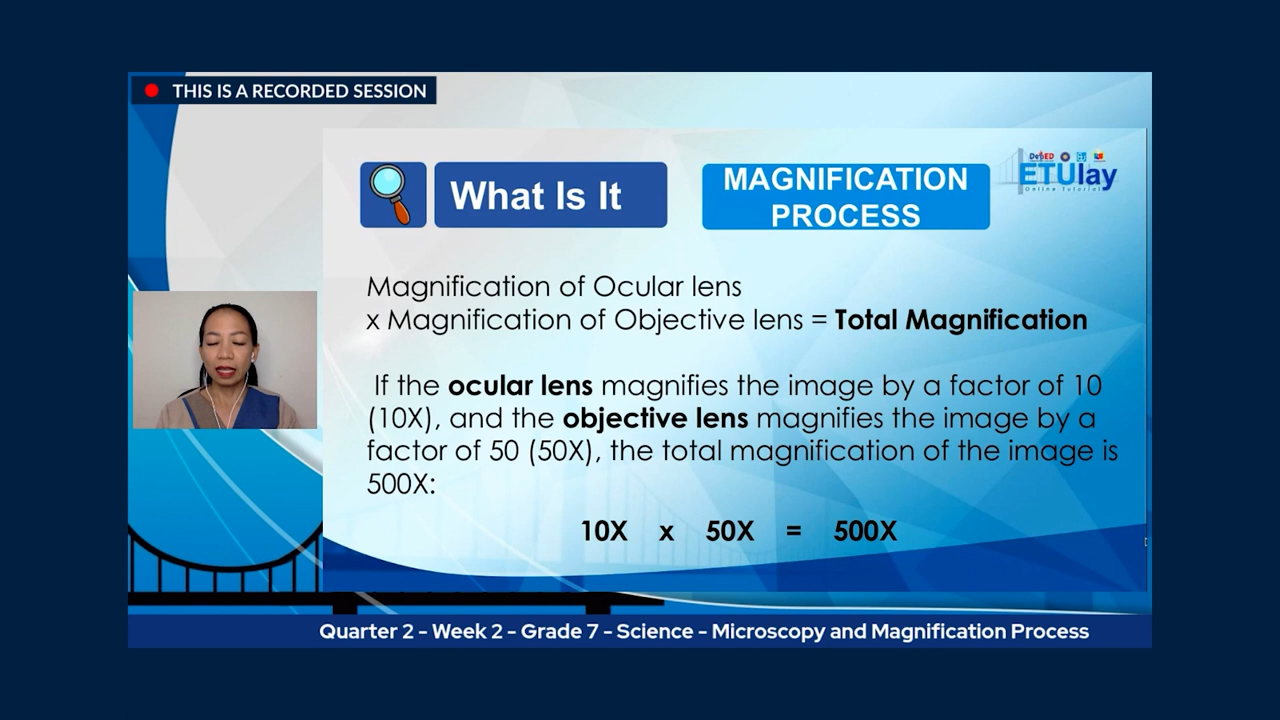 THIS IS A RECORDED SESSION
What Is It
MAGNIFICATION
PROCESS
DepED
ETUlay
Online Tutorial
Magnification of Ocular lens
x Magnification of Objective lens = Total Magnification
If the ocular lens magnifies the image by a factor of 10
(10X), and the objective lens magnifies the image by a
factor of 50 (50X), the total magnification of the image is
500X:
10X x 50X = 500X
Quarter 2 - Week 2 - Grade 7 - Science - Microscopy and Magnification Process